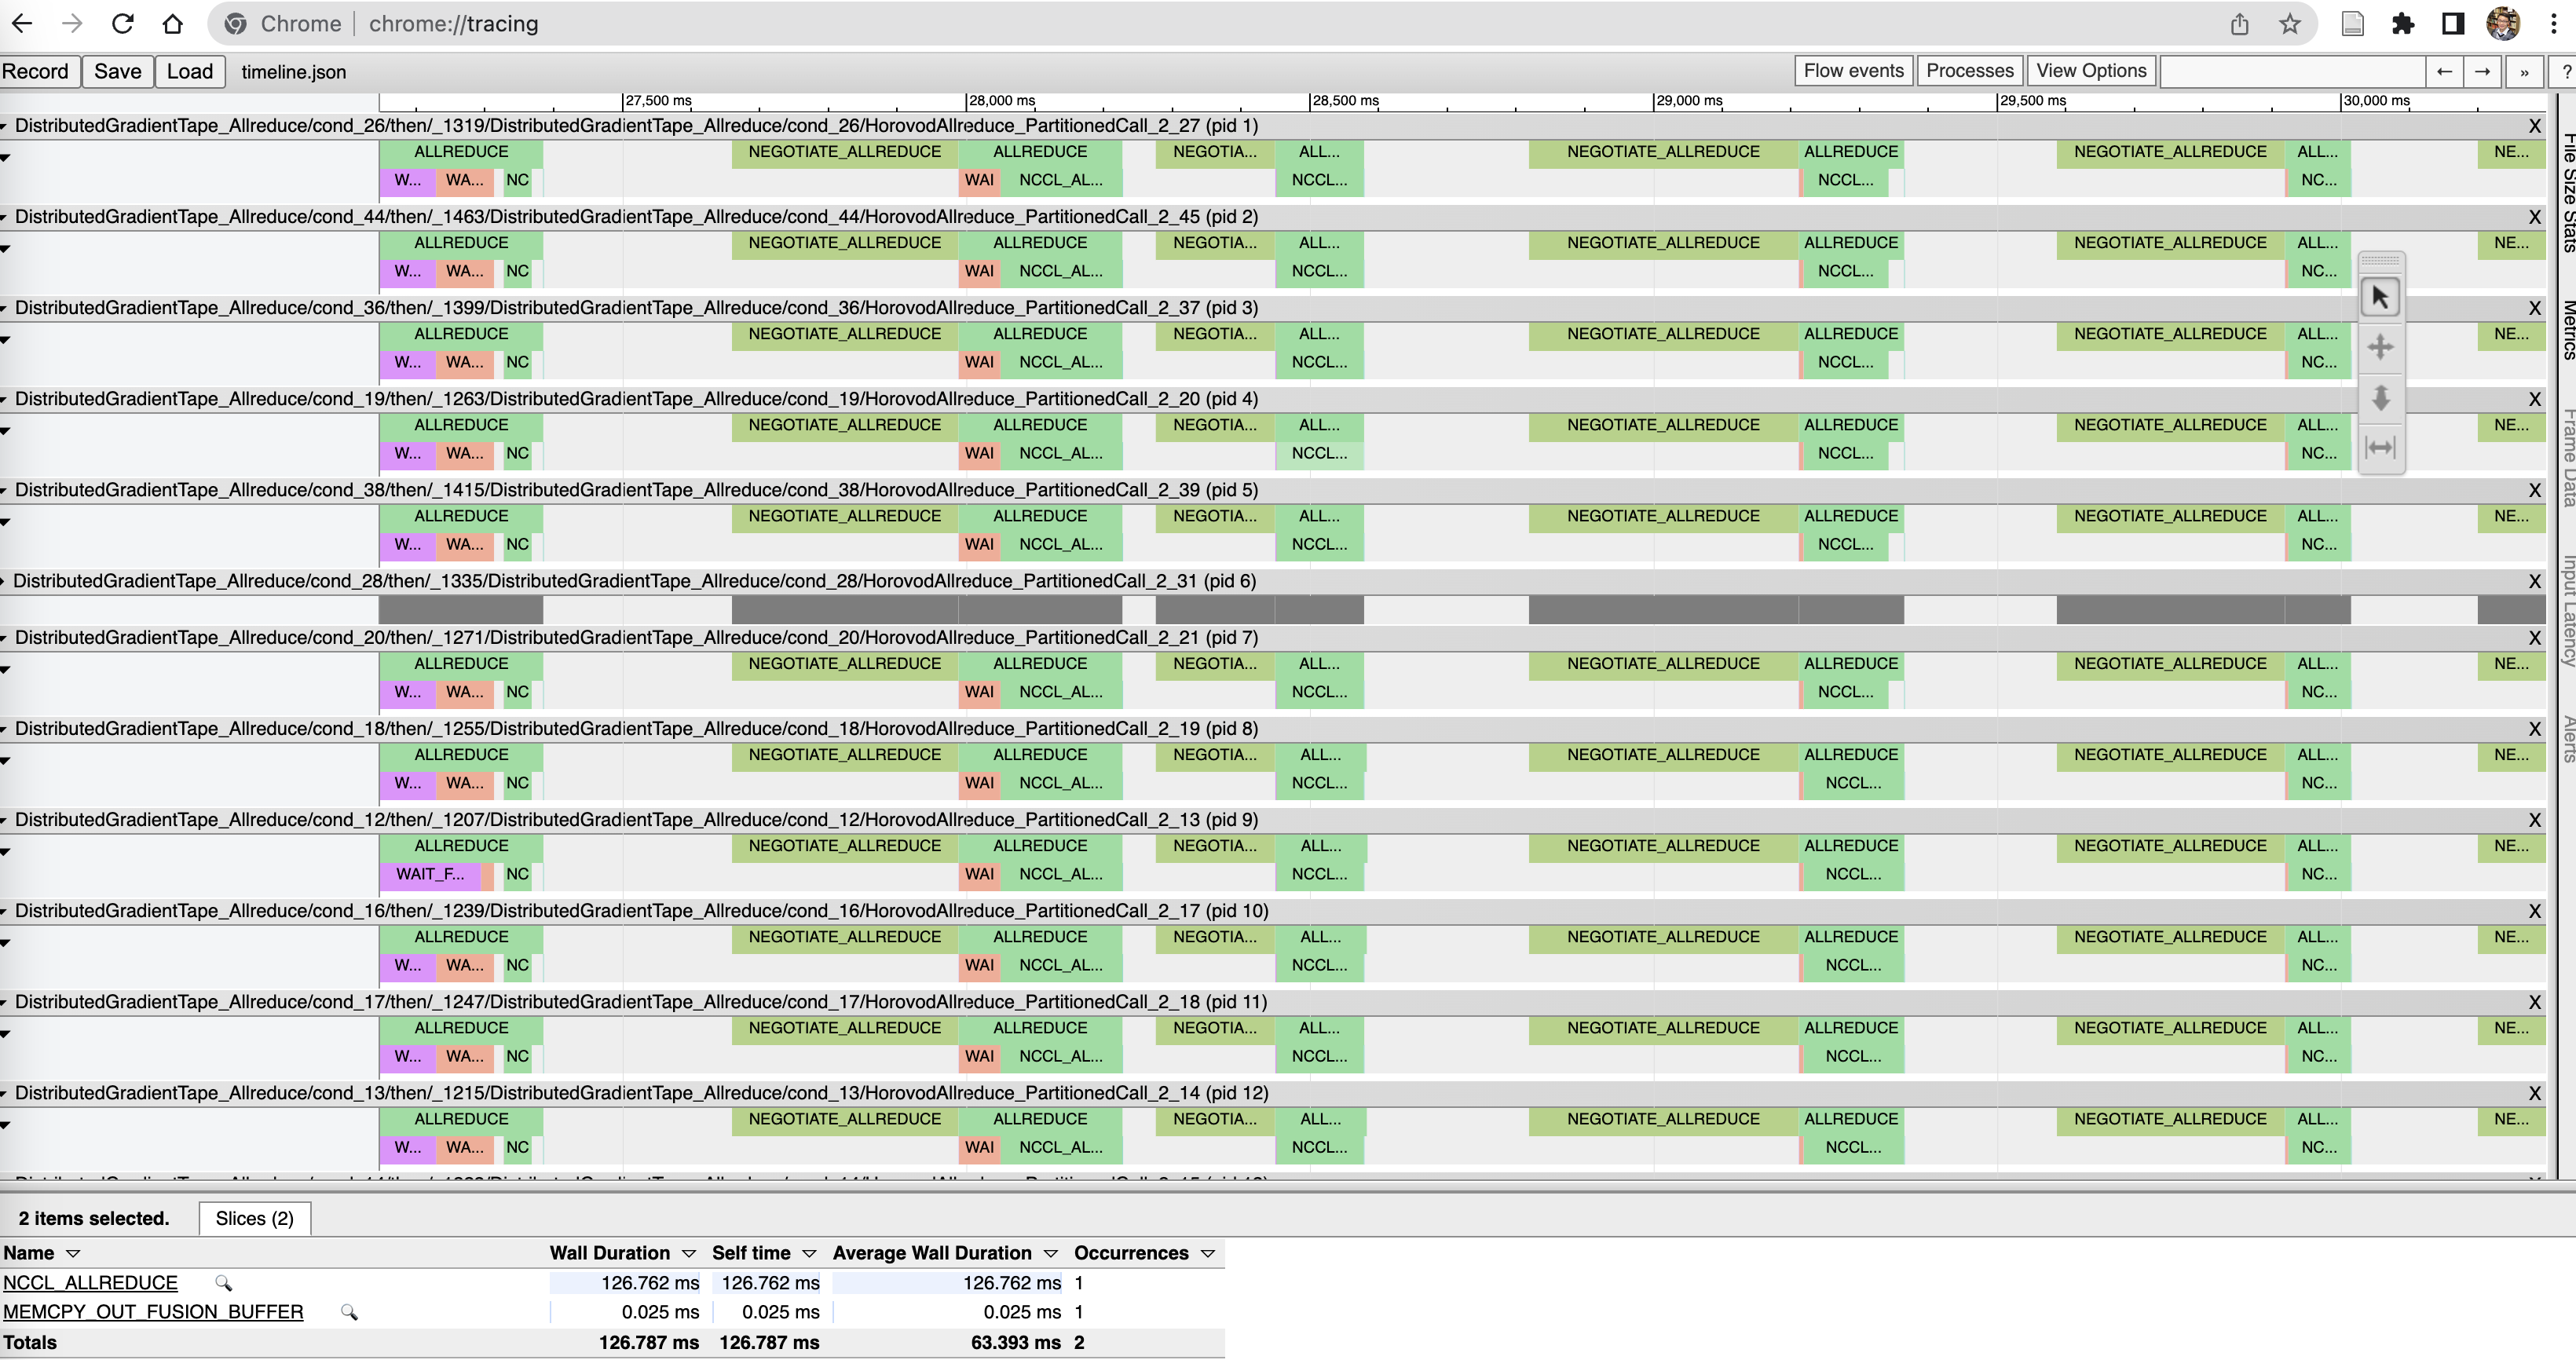 Chrome | chrome://tracing
Record Save Load timeline.json Flow events Processes View Options ← → » ?
27,500 ms 28,000 ms 28,500 ms 29,000 ms 29,500 ms 30,000 ms
DistributedGradientTape_Allreduce/cond_26/then/_1319/DistributedGradientTape_Allreduce/cond_26/HorovodAllreduce_PartitionedCall_2_27 (pid 1) X
ALLREDUCE NEGOTIATE_ALLREDUCE ALLREDUCE NEGOTIA... ALL... NEGOTIATE_ALLREDUCE ALLREDUCE NEGOTIATE_ALLREDUCE ALL... NE...
W... WA... NC WAI NCCL_AL... NCCL... NCCL... NC...
DistributedGradientTape_Allreduce/cond_44/then/_1463/DistributedGradientTape_Allreduce/cond_44/HorovodAllreduce_PartitionedCall_2_45 (pid 2) X
ALLREDUCE NEGOTIATE_ALLREDUCE ALLREDUCE NEGOTIA... ALL... NEGOTIATE_ALLREDUCE ALLREDUCE NEGOTIATE_ALLREDUCE ALL... NE...
W... WA... NC WAI NCCL_AL... NCCL... NCCL... NC...
DistributedGradientTape_Allreduce/cond_36/then/_1399/DistributedGradientTape_Allreduce/cond_36/HorovodAllreduce_PartitionedCall_2_37 (pid 3) X
ALLREDUCE NEGOTIATE_ALLREDUCE ALLREDUCE NEGOTIA... ALL... NEGOTIATE_ALLREDUCE ALLREDUCE NEGOTIATE_ALLREDUCE ALL... NE...
W... WA... NC WAI NCCL_AL... NCCL... NCCL... NC...
DistributedGradientTape_Allreduce/cond_19/then/_1263/DistributedGradientTape_Allreduce/cond_19/HorovodAllreduce_PartitionedCall_2_20 (pid 4) X
ALLREDUCE NEGOTIATE_ALLREDUCE ALLREDUCE NEGOTIA... ALL... NEGOTIATE_ALLREDUCE ALLREDUCE NEGOTIATE_ALLREDUCE ALL... NE...
W... WA... NC WAI NCCL_AL... NCCL... NCCL... NC...
DistributedGradientTape_Allreduce/cond_38/then/_1415/DistributedGradientTape_Allreduce/cond_38/HorovodAllreduce_PartitionedCall_2_39 (pid 5) X
ALLREDUCE NEGOTIATE_ALLREDUCE ALLREDUCE NEGOTIA... ALL... NEGOTIATE_ALLREDUCE ALLREDUCE NEGOTIATE_ALLREDUCE ALL... NE...
W... WA... NC WAI NCCL_AL... NCCL... NCCL... NC...
DistributedGradientTape_Allreduce/cond_28/then/_1335/DistributedGradientTape_Allreduce/cond_28/HorovodAllreduce_PartitionedCall_2_31 (pid 6) X
DistributedGradientTape_Allreduce/cond_20/then/_1271/DistributedGradientTape_Allreduce/cond_20/HorovodAllreduce_PartitionedCall_2_21 (pid 7) X
ALLREDUCE NEGOTIATE_ALLREDUCE ALLREDUCE NEGOTIA... ALL... NEGOTIATE_ALLREDUCE ALLREDUCE NEGOTIATE_ALLREDUCE ALL... NE...
W... WA... NC WAI NCCL_AL... NCCL... NCCL... NC...
DistributedGradientTape_Allreduce/cond_18/then/_1255/DistributedGradientTape_Allreduce/cond_18/HorovodAllreduce_PartitionedCall_2_19 (pid 8) X
ALLREDUCE NEGOTIATE_ALLREDUCE ALLREDUCE NEGOTIA... ALL... NEGOTIATE_ALLREDUCE ALLREDUCE NEGOTIATE_ALLREDUCE ALL... NE...
W... WA... NC WAI NCCL_AL... NCCL... NCCL... NC...
DistributedGradientTape_Allreduce/cond_12/then/_1207/DistributedGradientTape_Allreduce/cond_12/HorovodAllreduce_PartitionedCall_2_13 (pid 9) X
ALLREDUCE NEGOTIATE_ALLREDUCE ALLREDUCE NEGOTIA... ALL... NEGOTIATE_ALLREDUCE ALLREDUCE NEGOTIATE_ALLREDUCE ALL... NE...
WAIT_F... NC WAI NCCL_AL... NCCL... NCCL... NC...
DistributedGradientTape_Allreduce/cond_16/then/_1239/DistributedGradientTape_Allreduce/cond_16/HorovodAllreduce_PartitionedCall_2_17 (pid 10) X
ALLREDUCE NEGOTIATE_ALLREDUCE ALLREDUCE NEGOTIA... ALL... NEGOTIATE_ALLREDUCE ALLREDUCE NEGOTIATE_ALLREDUCE ALL... NE...
W... WA... NC WAI NCCL_AL... NCCL... NCCL... NC...
DistributedGradientTape_Allreduce/cond_17/then/_1247/DistributedGradientTape_Allreduce/cond_17/HorovodAllreduce_PartitionedCall_2_18 (pid 11) X
ALLREDUCE NEGOTIATE_ALLREDUCE ALLREDUCE NEGOTIA... ALL... NEGOTIATE_ALLREDUCE ALLREDUCE NEGOTIATE_ALLREDUCE ALL... NE...
W... WA... NC WAI NCCL_AL... NCCL... NCCL... NC...
DistributedGradientTape_Allreduce/cond_13/then/_1215/DistributedGradientTape_Allreduce/cond_13/HorovodAllreduce_PartitionedCall_2_14 (pid 12) X
ALLREDUCE NEGOTIATE_ALLREDUCE ALLREDUCE NEGOTIA... ALL... NEGOTIATE_ALLREDUCE ALLREDUCE NEGOTIATE_ALLREDUCE ALL... NE...
W... WA... NC WAI NCCL_AL... NCCL... NCCL... NC...
File Size Stats
Metrics
Frame Data
Input Latency
Alerts
2 items selected. Slices (2)
Name Wall Duration Self time Average Wall Duration Occurrences
NCCL_ALLREDUCE 126.762 ms 126.762 ms 126.762 ms 1
MEMCPY_OUT_FUSION_BUFFER 0.025 ms 0.025 ms 0.025 ms 1
Totals 126.787 ms 126.787 ms 63.393 ms 2